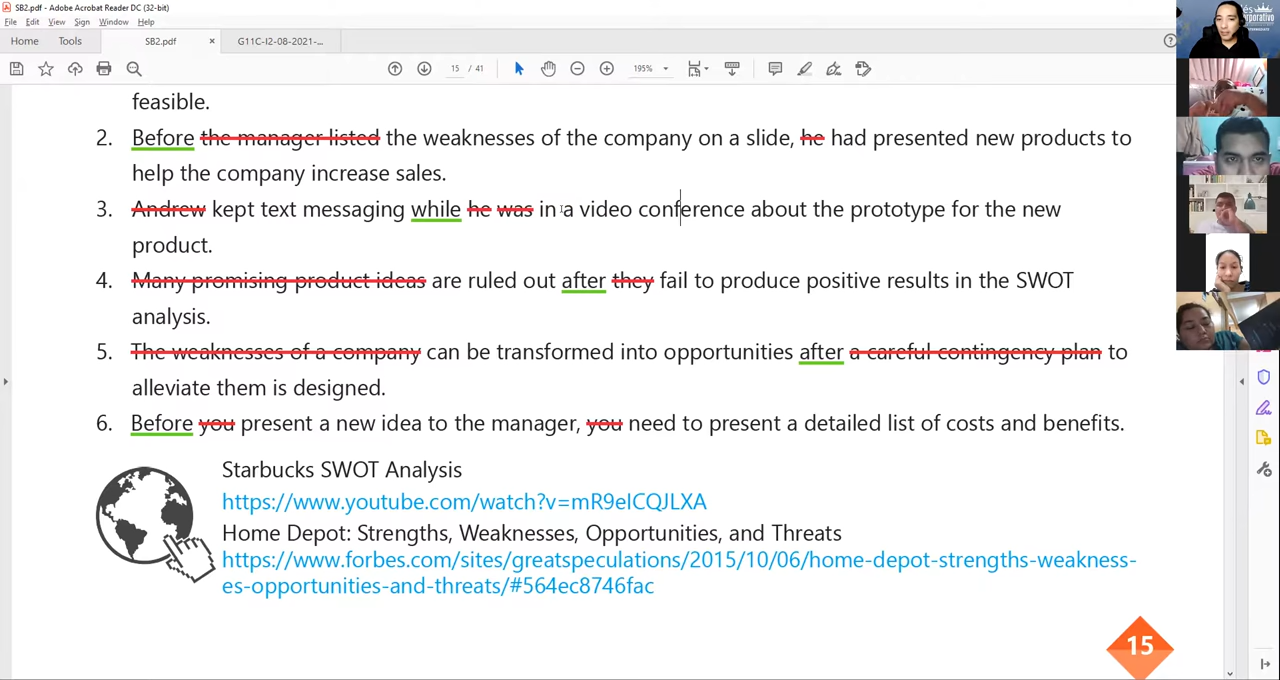 SB2.pdf - Adobe Acrobat Reader DC (32-bit)
File Edit View Sign Window Help
Home Tools SB2.pdf × G11C-I2-08-2021-...
15 / 41 195%
feasible.
2. Before the manager listed the weaknesses of the company on a slide, he had presented new products to
help the company increase sales.
3. Andrew kept text messaging while he was in a video conference about the prototype for the new
product.
4. Many promising product ideas are ruled out after they fail to produce positive results in the SWOT
analysis.
5. The weaknesses of a company can be transformed into opportunities after a careful contingency plan to
alleviate them is designed.
6. Before you present a new idea to the manager, you need to present a detailed list of costs and benefits.
Starbucks SWOT Analysis
https://www.youtube.com/watch?v=mR9eICQJLXA
Home Depot: Strengths, Weaknesses, Opportunities, and Threats
https://www.forbes.com/sites/greatspeculations/2015/10/06/home-depot-strengths-weakness-
es-opportunities-and-threats/#564ec8746fac
15